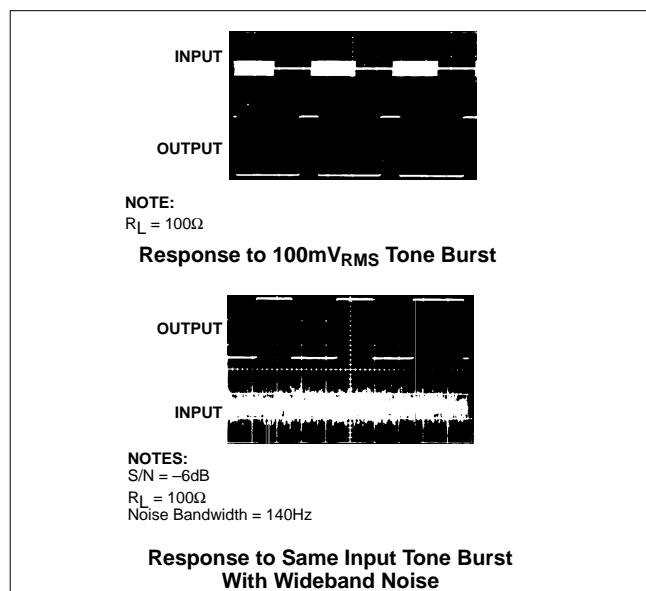 INPUT
OUTPUT
NOTE:
RL = 100Ω
Response to 100mVRMS Tone Burst
OUTPUT
INPUT
NOTES:
S/N = –6dB
RL = 100Ω
Noise Bandwidth = 140Hz
Response to Same Input Tone Burst
With Wideband Noise